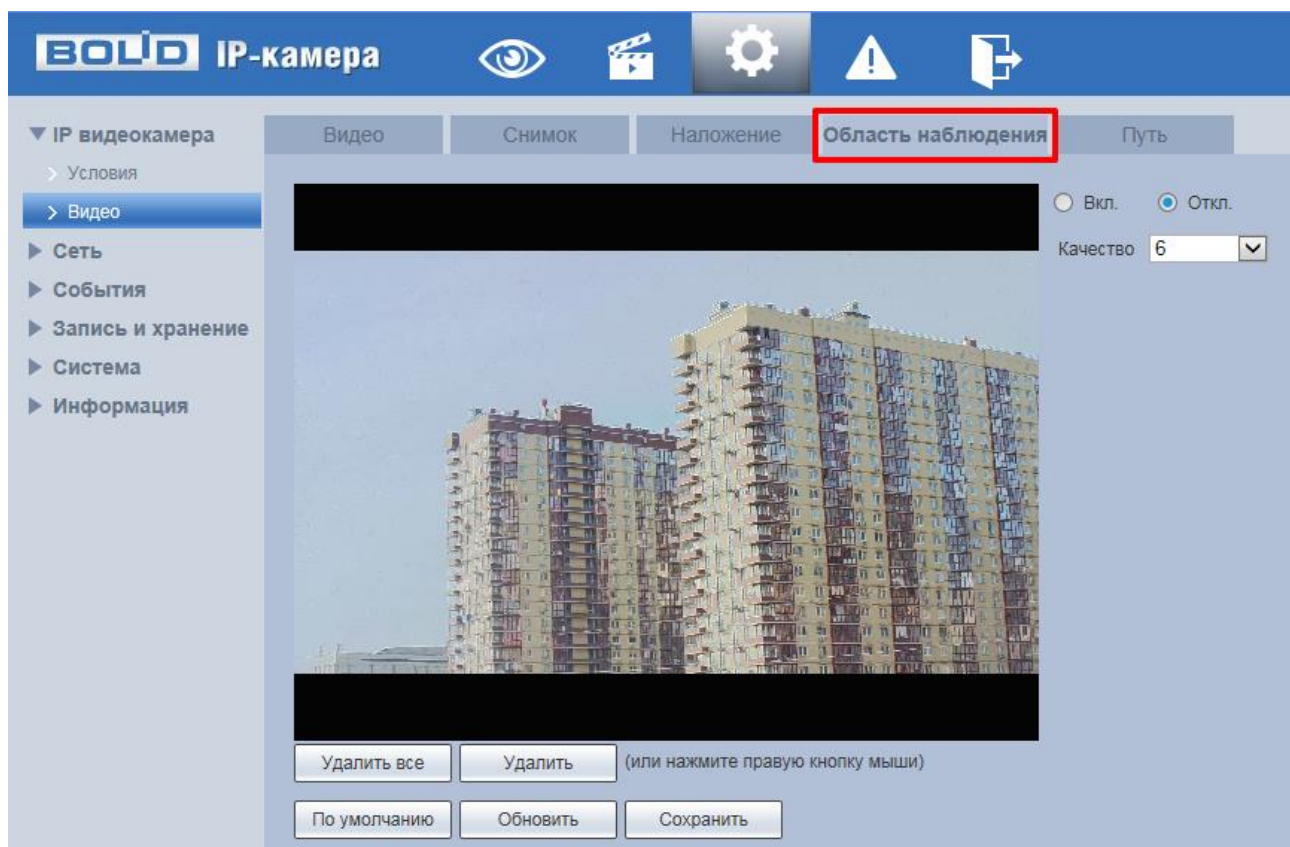 BOLID IP-камера
IP видеокамера
Условия
Видео
Сеть
События
Запись и хранение
Система
Информация
Видео
Снимок
Наложение
Область наблюдения
Путь
Вкл.
Откл.
Качество 6
Удалить все
Удалить
(или нажмите правую кнопку мыши)
По умолчанию
Обновить
Сохранить